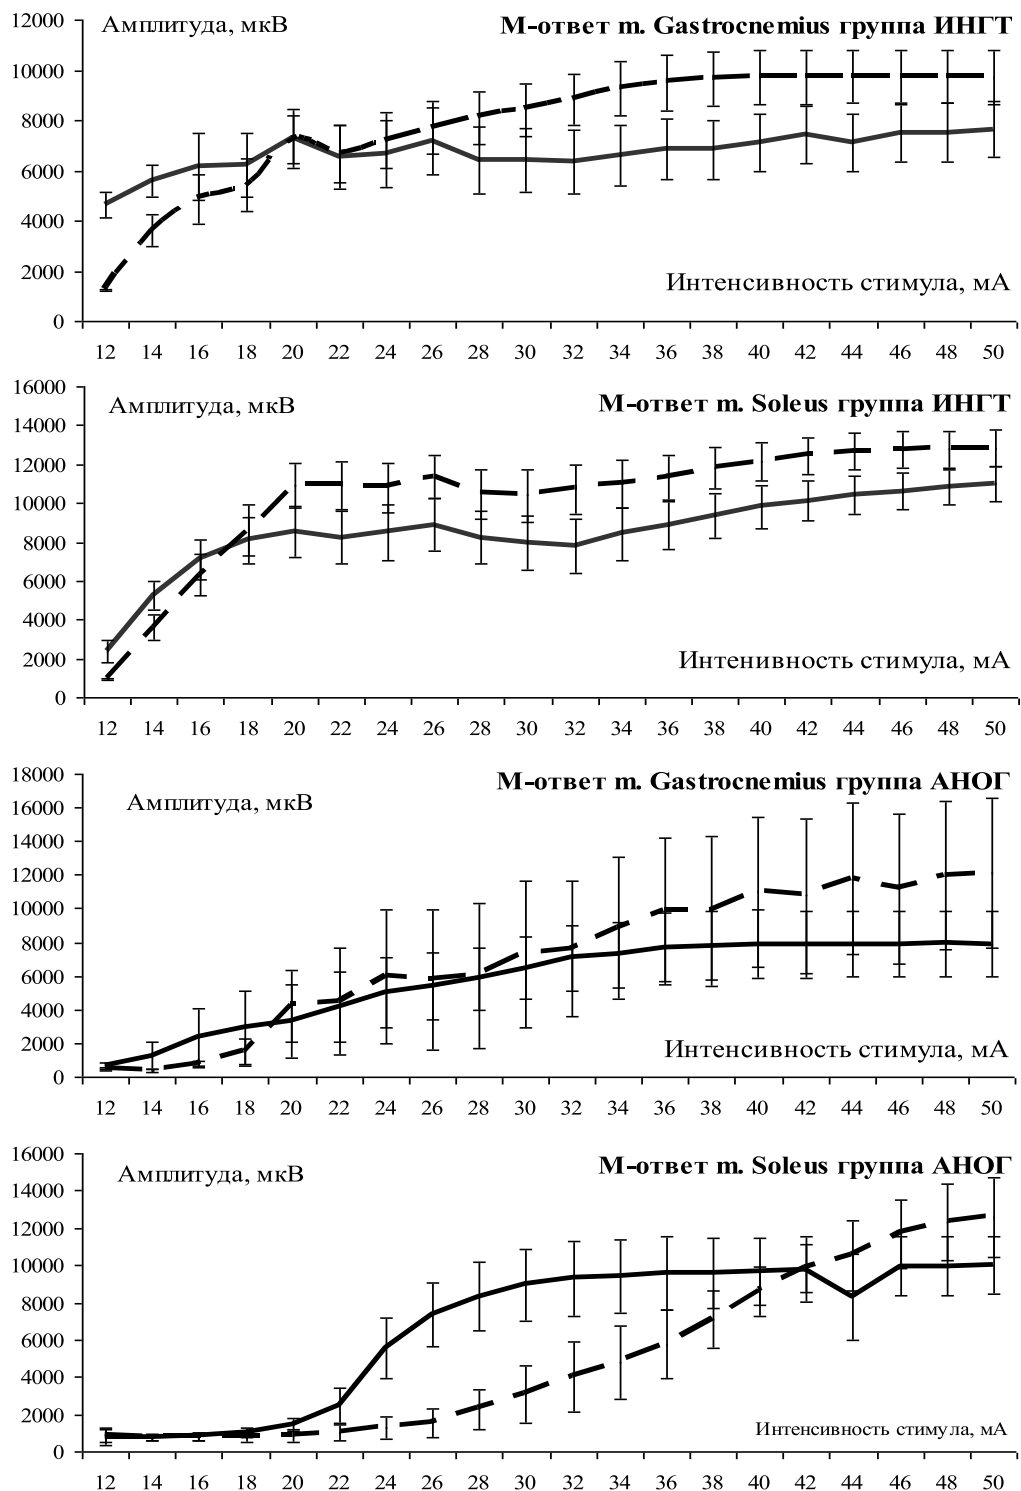 12000
Амплитуда, мкВ
М-ответ m. Gastrocnemius группа ИНГТ
10000
8000
6000
4000
2000
Интенсивность стимула, мА
0
12 14 16 18 20 22 24 26 28 30 32 34 36 38 40 42 44 46 48 50
16000
Амплитуда, мкВ
М-ответ m. Soleus группа ИНГТ
14000
12000
10000
8000
6000
4000
2000
Интенивность стимула, мА
0
12 14 16 18 20 22 24 26 28 30 32 34 36 38 40 42 44 46 48 50
18000
М-ответ m. Gastrocnemius группа АНОГ
Амплитуда, мкВ
16000
14000
12000
10000
8000
6000
4000
2000
Интенсивность стимула, мА
0
12 14 16 18 20 22 24 26 28 30 32 34 36 38 40 42 44 46 48 50
16000
Амплитуда, мкВ
М-ответ m. Soleus группа АНОГ
14000
12000
10000
8000
6000
4000
2000
Интенсивность стимула, мА
0
12 14 16 18 20 22 24 26 28 30 32 34 36 38 40 42 44 46 48 50